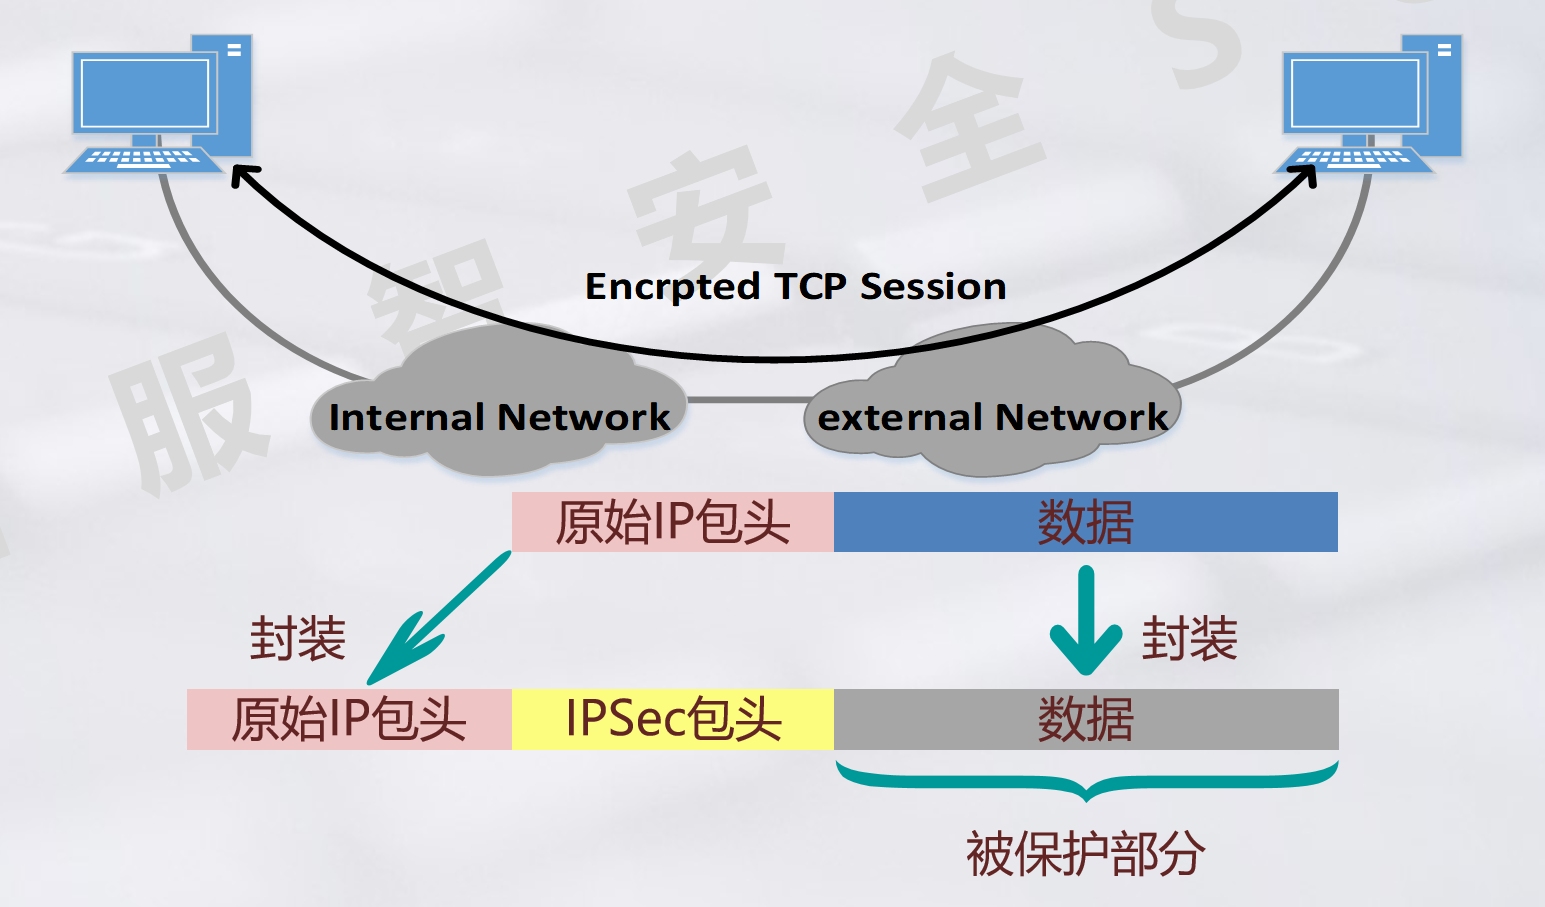 服 智 安 全 S
Encrpted TCP Session
Internal Network
external Network
原始IP包头
数据
封装
封装
原始IP包头
IPSec包头
数据
被保护部分